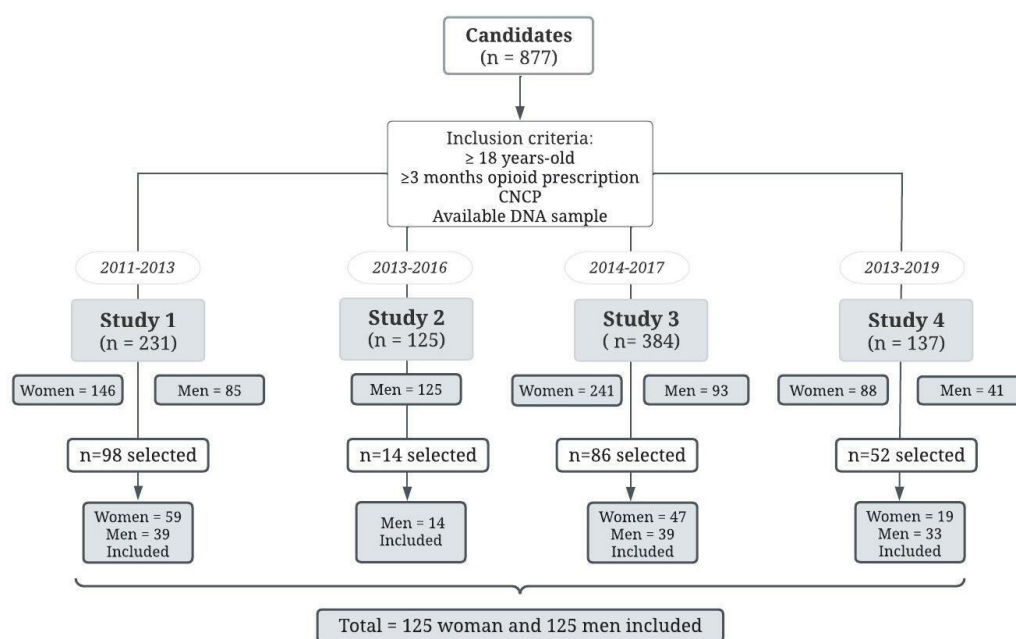 Candidates
(n = 877)
Inclusion criteria:
≥ 18 years-old
≥3 months opioid prescription
CNCP
Available DNA sample
2011-2013
2013-2016
2014-2017
2013-2019
Study 1
(n = 231)
Study 2
(n = 125)
Study 3
( n= 384)
Study 4
(n = 137)
Women = 146
Men = 85
Men = 125
Women = 241
Men = 93
Women = 88
Men = 41
n=98 selected
n=14 selected
n=86 selected
n=52 selected
Women = 59
Men = 39
Included
Men = 14
Included
Women = 47
Men = 39
Included
Women = 19
Men = 33
Included
Total = 125 woman and 125 men included